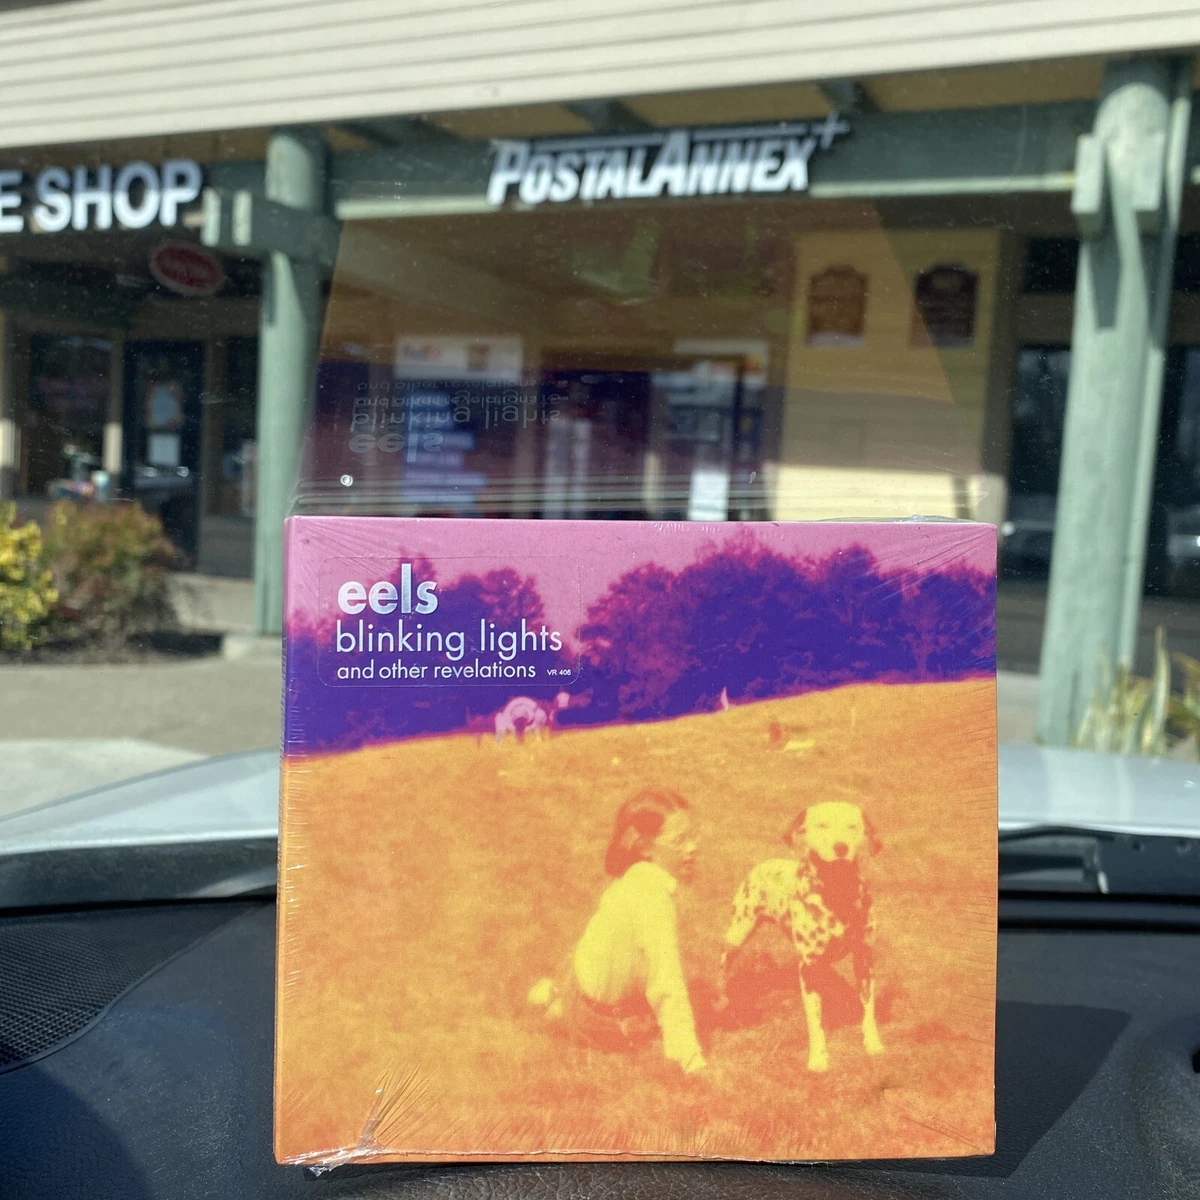 E SHOP
POSTALANNEX+
eels
blinking lights
and other revelations VR 406